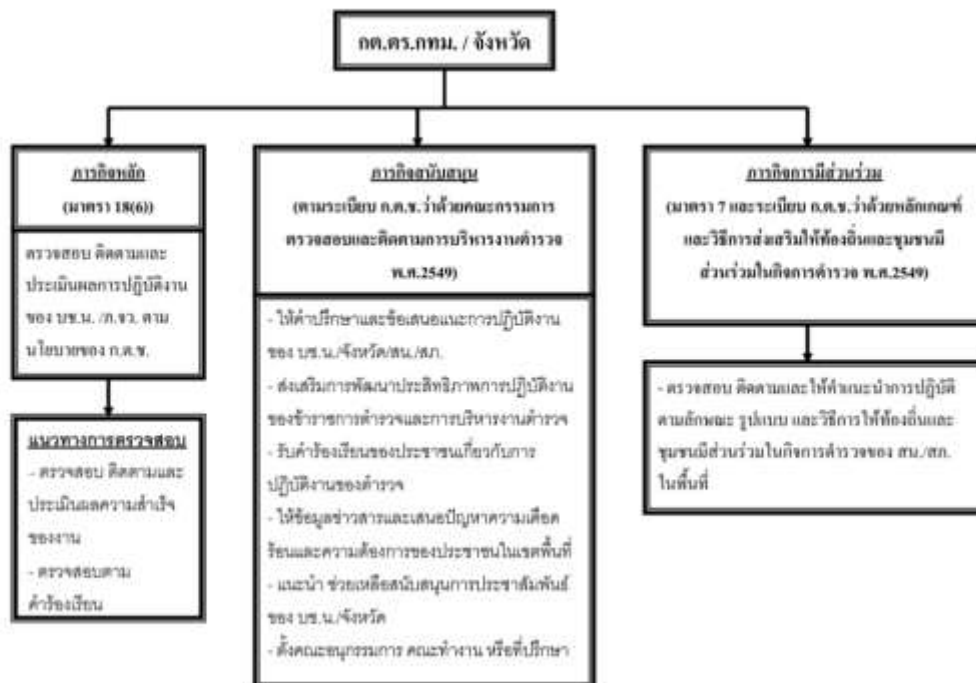 กต.ตร.กทม. / จังหวัด
ภารกิจหลัก
(มาตรา 18(6))
ตรวจสอบ ติดตามและ
ประเมินผลการปฏิบัติงาน
ของ บช.น. /ภ.จว. ตาม
นโยบายของ ก.ต.ช.
แนวทางการตรวจสอบ
- ตรวจสอบ ติดตามและ
ประเมินผลความสำเร็จ
ของงาน
- ตรวจสอบตาม
คำร้องเรียน
ภารกิจสนับสนุน
(ตามระเบียบ ก.ต.ช.ว่าด้วยคณะกรรมการ
ตรวจสอบและติดตามการบริหารงานตำรวจ
พ.ศ.2549)
- ให้คำปรึกษาและข้อเสนอแนะการปฏิบัติงาน
ของ บช.น./จังหวัด/สน./สภ.
- ส่งเสริมการพัฒนาประสิทธิภาพการปฏิบัติงาน
ของข้าราชการตำรวจและการบริหารงานตำรวจ
- รับคำร้องเรียนของประชาชนเกี่ยวกับการ
ปฏิบัติงานของตำรวจ
- ให้ข้อมูลข่าวสารและเสนอปัญหาความเดือด
ร้อนและความต้องการของประชาชนในเขตพื้นที่
- แนะนำ ช่วยเหลือสนับสนุนการประชาสัมพันธ์
ของ บช.น./จังหวัด
- ตั้งคณะอนุกรรมการ คณะทำงาน หรือที่ปรึกษา
ภารกิจการมีส่วนร่วม
(มาตรา 7 และระเบียบ ก.ต.ช.ว่าด้วยหลักเกณฑ์
และวิธีการส่งเสริมให้ท้องถิ่นและชุมชนมี
ส่วนร่วมในกิจการตำรวจ พ.ศ.2549)
- ตรวจสอบ ติดตามและให้คำแนะนำการปฏิบัติ
ตามลักษณะ รูปแบบ และวิธีการให้ท้องถิ่นและ
ชุมชนมีส่วนร่วมในกิจการตำรวจของ สน./สภ.
ในพื้นที่